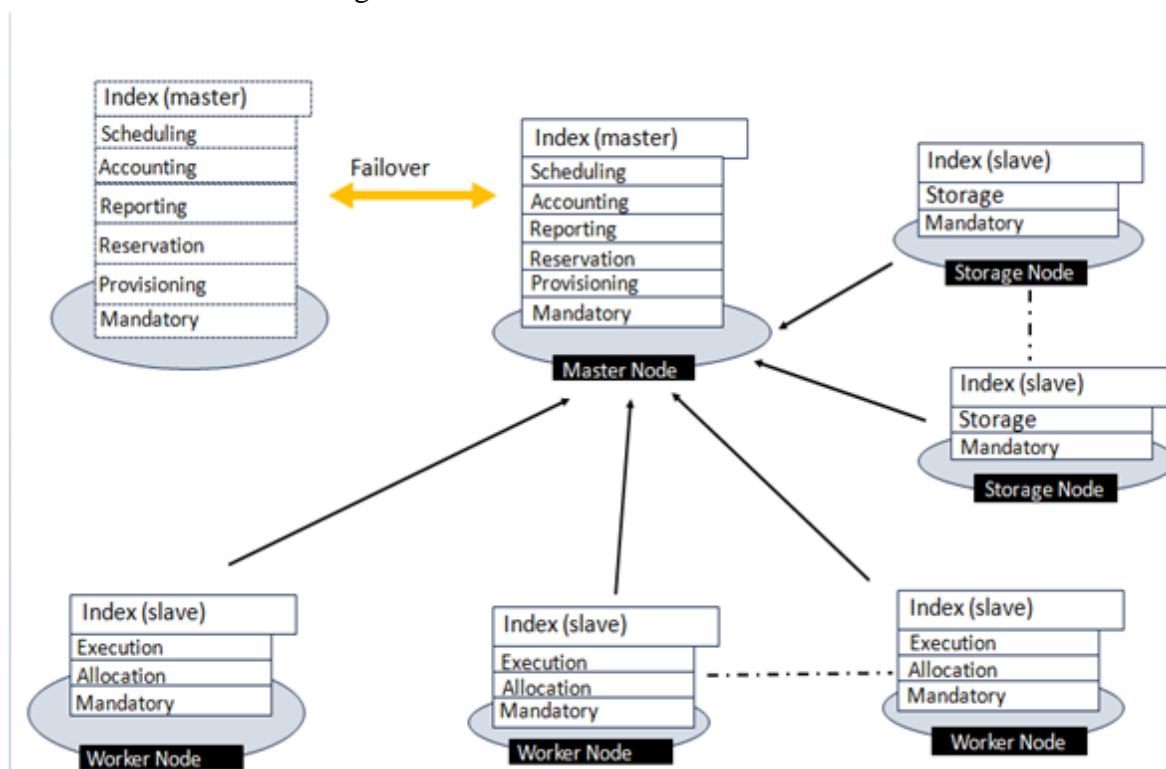 Index (master)
Scheduling
Accounting
Reporting
Reservation
Provisioning
Mandatory
Failover
Index (master)
Scheduling
Accounting
Reporting
Reservation
Provisioning
Mandatory
Master Node
Index (slave)
Storage
Mandatory
Storage Node
Index (slave)
Storage
Mandatory
Storage Node
Index (slave)
Execution
Allocation
Mandatory
Worker Node
Index (slave)
Execution
Allocation
Mandatory
Worker Node
Index (slave)
Execution
Allocation
Mandatory
Worker Node